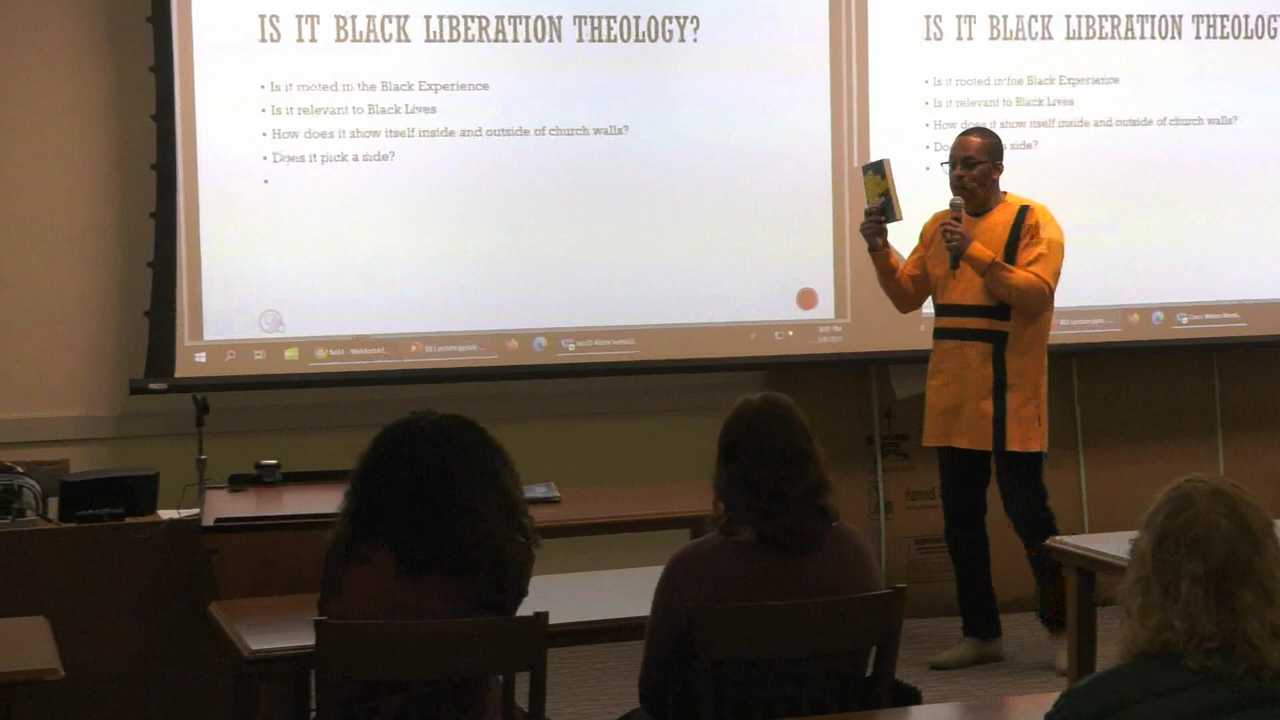 IS IT BLACK LIBERATION THEOLOGY?
• Is it rooted in the Black Experience
• Is it relevant to Black Lives
• How does it show itself inside and outside of church walls?
• Does it pick a side?
IS IT BLACK LIBERATION THEOLOG
• Is it rooted in the Black Experience
• Is it relevant to Black Lives
• How does it show itself inside and outside of church walls?
• Do a side?